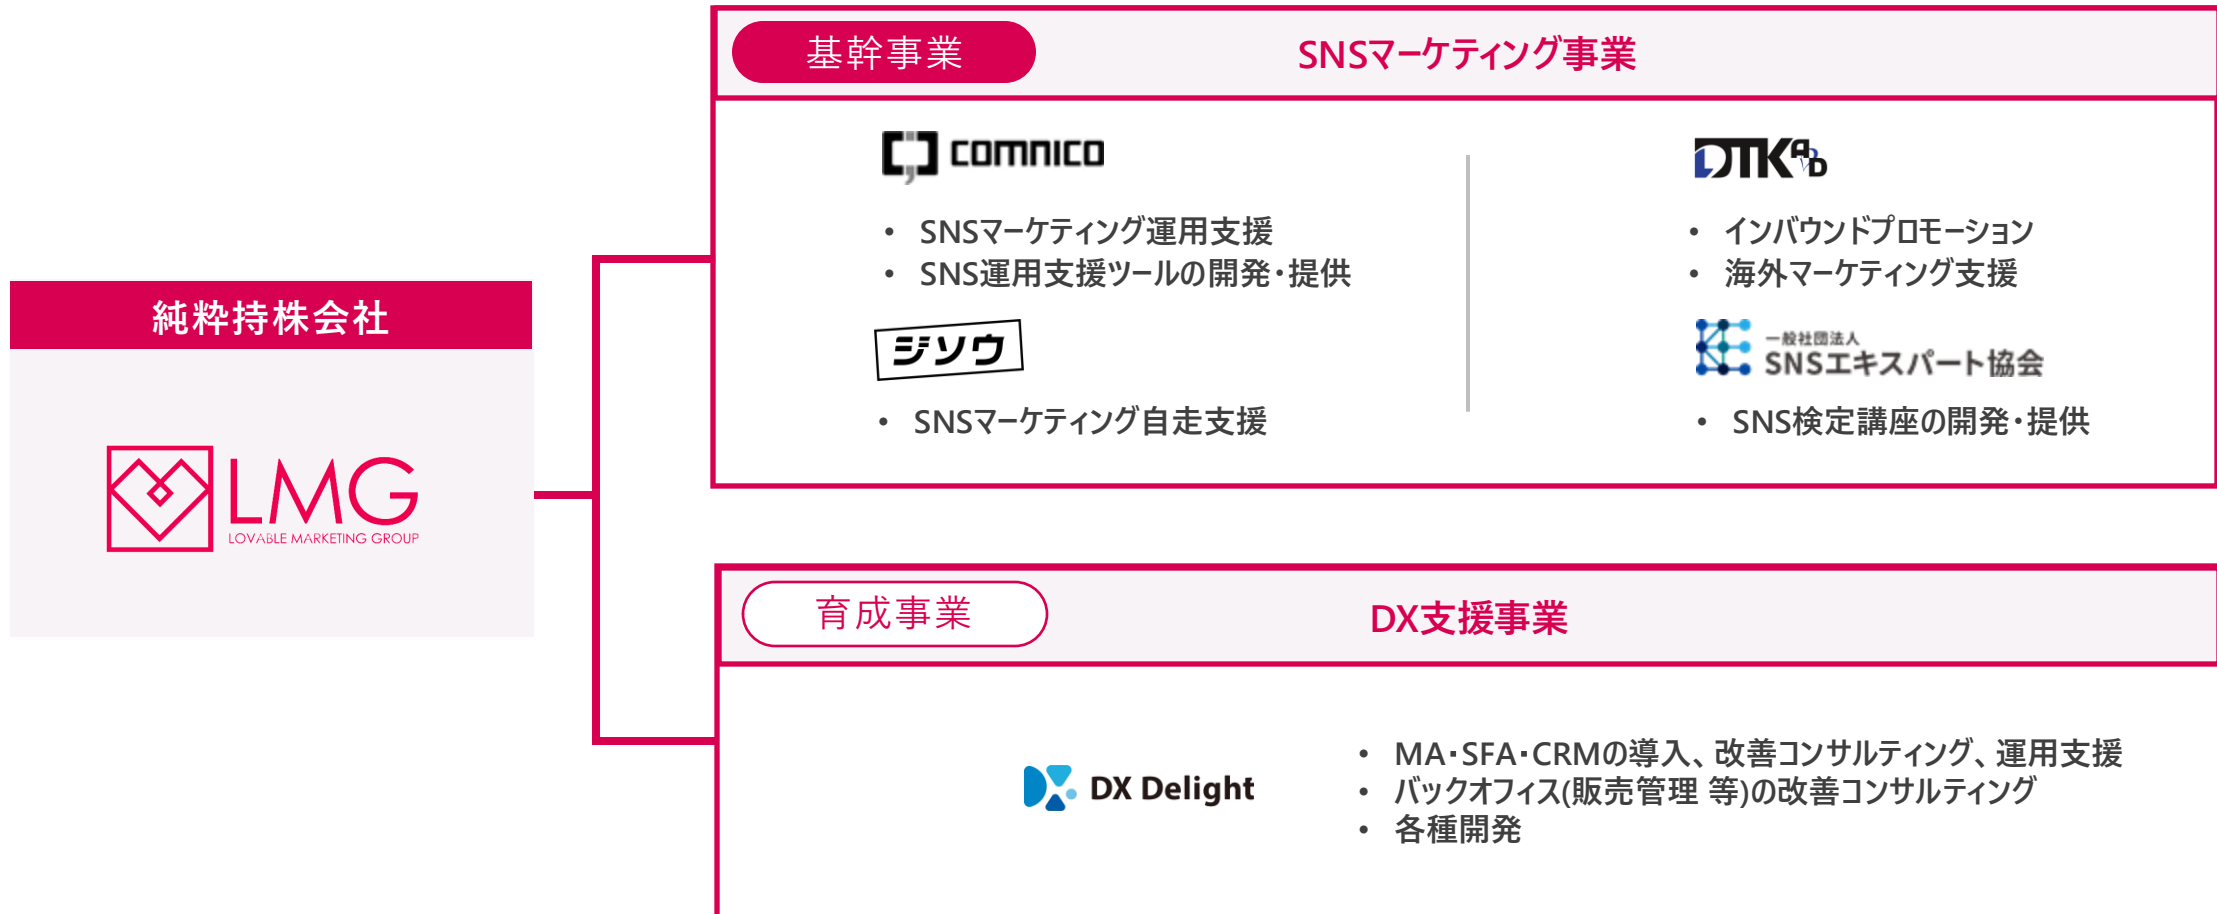 純粋持株会社
LMG
LOVABLE MARKETING GROUP
基幹事業
SNSマーケティング事業
comnico
• SNSマーケティング運用支援
• SNS運用支援ツールの開発・提供
ジソウ
• SNSマーケティング自走支援
DTK AD
• インバウンドプロモーション
• 海外マーケティング支援
一般社団法人
SNSエキスパート協会
• SNS検定講座の開発・提供
育成事業
DX支援事業
DX Delight
• MA・SFA・CRMの導入、改善コンサルティング、運用支援
• バックオフィス(販売管理 等)の改善コンサルティング
• 各種開発